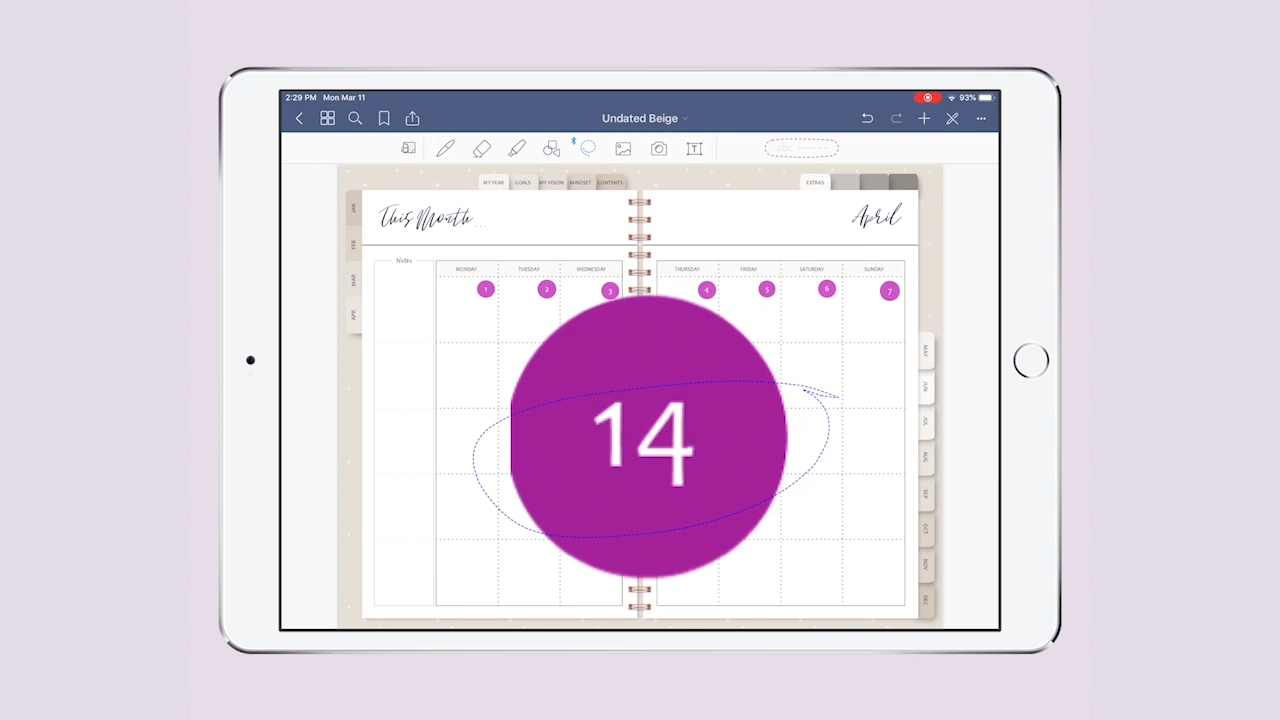 2:29 PM Mon Mar 11 93%
Undated Beige
T
MY YEAR GOALS MY VISION MINDSET CONTENTS EXTRAS
This Month... April
Notes
MONDAY TUESDAY WEDNESDAY THURSDAY FRIDAY SATURDAY SUNDAY
1 2 3 4 5 6 7
14
JAN
FEB
MAR
APR
MAY
JUN
JUL
AUG
SEP
OCT
NOV
DEC